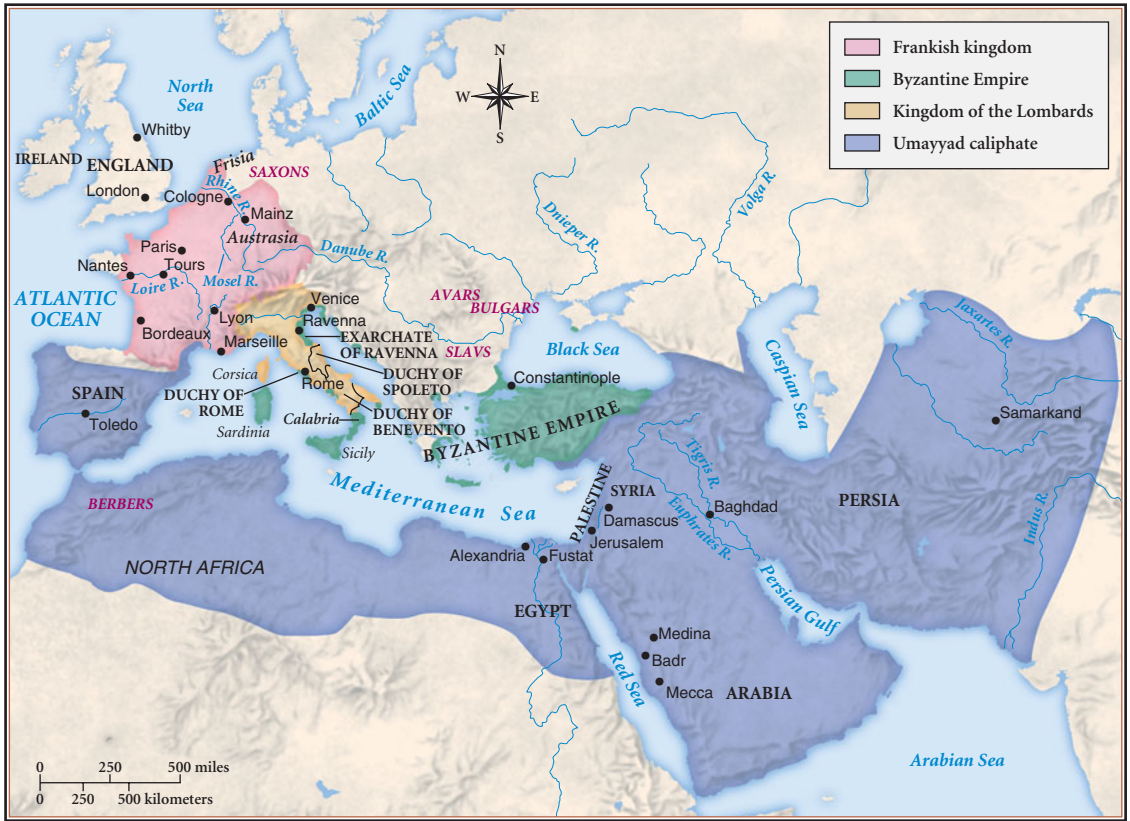 Frankish kingdom
Byzantine Empire
Kingdom of the Lombards
Umayyad caliphate
N
W
E
S
North
Sea
Baltic Sea
Whitby
IRELAND
ENGLAND
London
Frisia
SAXONS
Rhine R.
Cologne
Mainz
Austrasia
Paris
Nantes
Tours
Loire R.
Mosel R.
Danube R.
Dnieper R.
Volga R.
ATLANTIC
OCEAN
Bordeaux
Lyon
Marseille
Venice
Ravenna
EXARCHATE
OF RAVENNA
AVARS
BULGARS
SLAVS
Black Sea
Caspian Sea
Jaxartes R.
Corsica
DUCHY OF
ROME
Rome
DUCHY OF
SPOLETO
DUCHY OF
BENEVENTO
Constantinople
BYZANTINE EMPIRE
SPAIN
Toledo
Sardinia
Calabria
Sicily
Samarkand
Mediterranean Sea
BERBERS
NORTH AFRICA
Alexandria
Fustat
EGYPT
PALESTINE
SYRIA
Damascus
Jerusalem
Tigris R.
Euphrates R.
Baghdad
PERSIA
Indus R.
Persian Gulf
Medina
Badr
Mecca
Red Sea
ARABIA
Arabian Sea
0 250 500 miles
0 250 500 kilometers